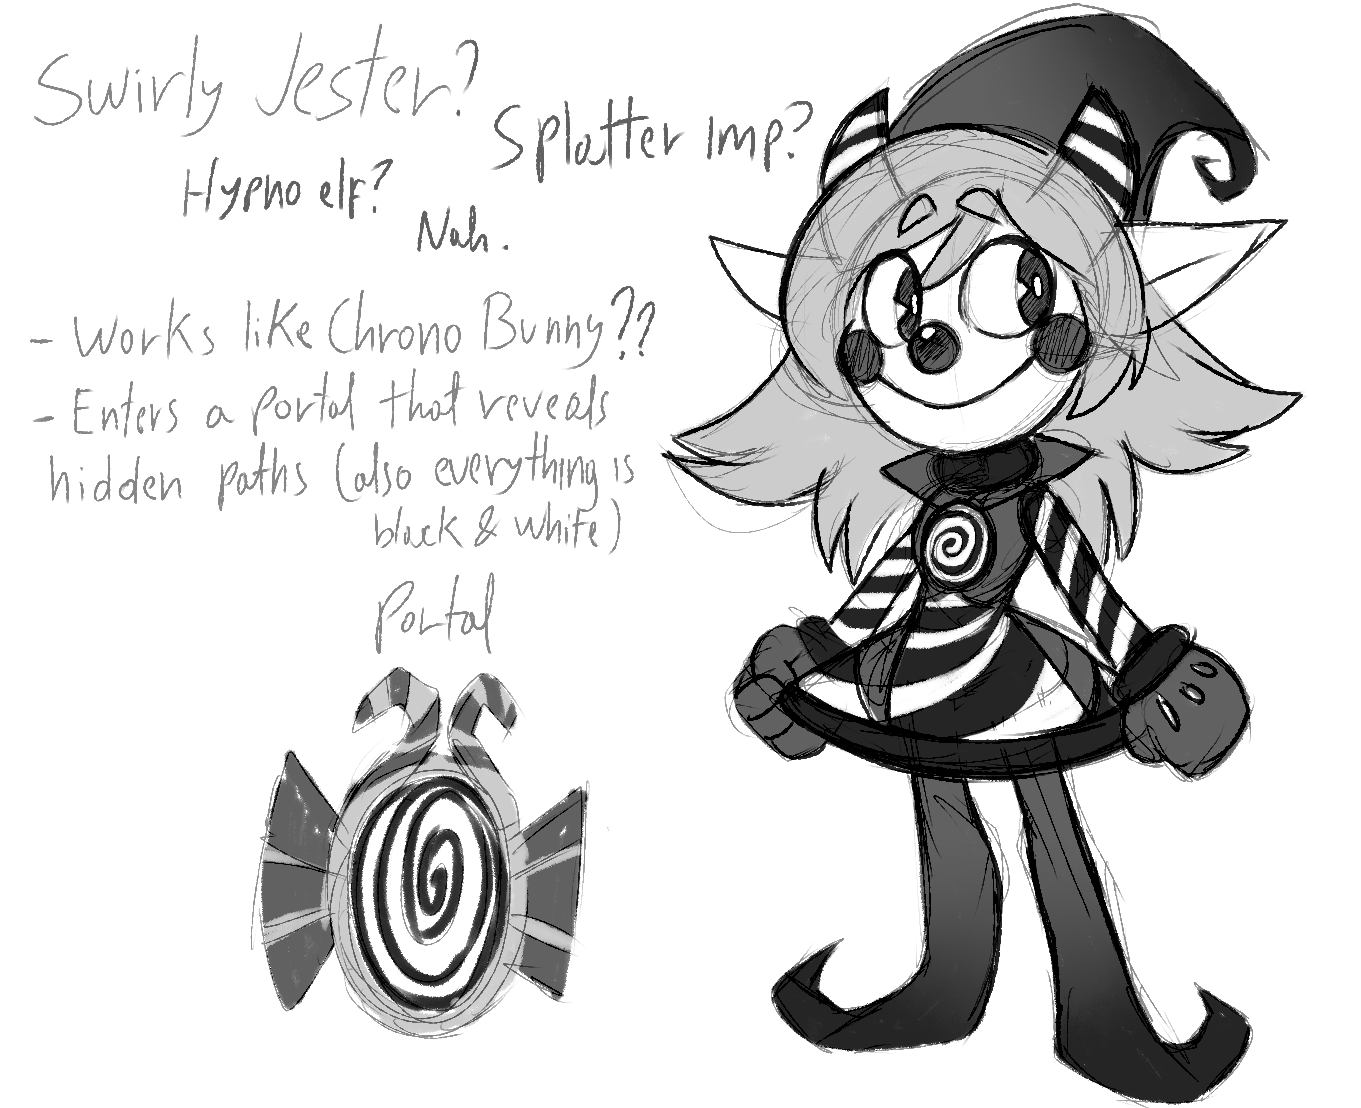 Swirly Jester?
Splatter Imp?
Hypno elf?
Nah.
- Works like Chrono Bunny??
- Enters a portal that reveals
hidden paths (also everything is
black & white)
Portal